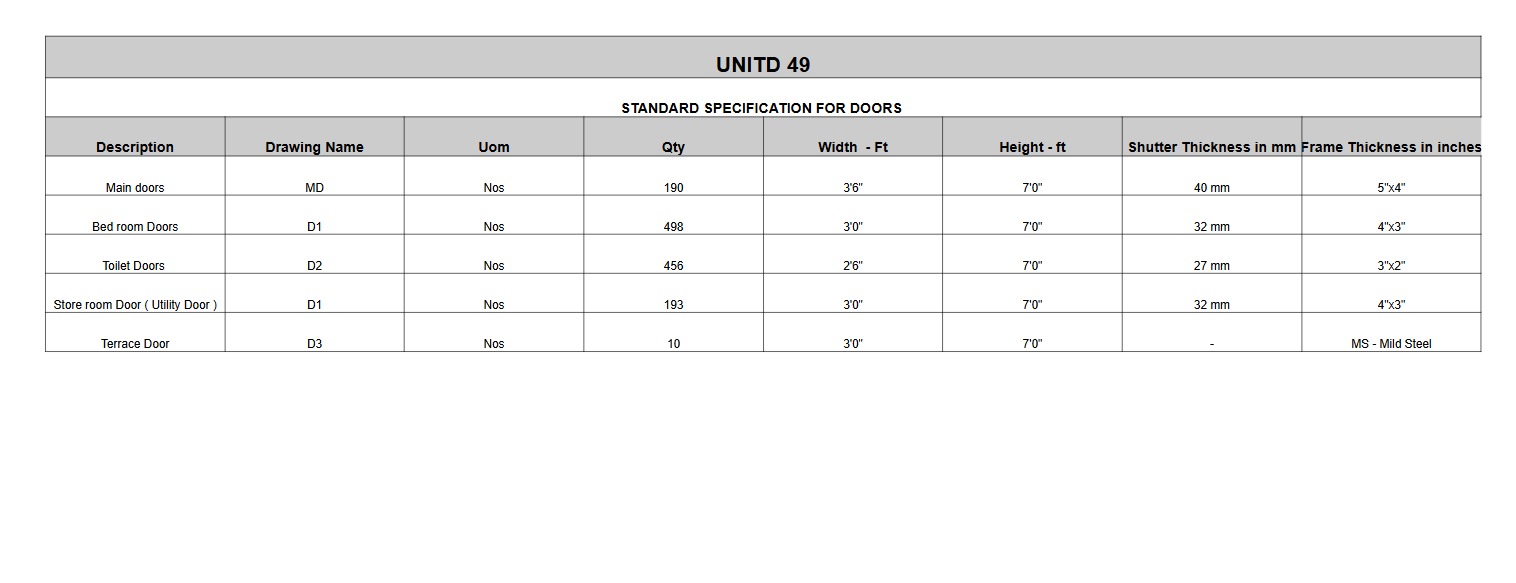 UNITD 49
STANDARD SPECIFICATION FOR DOORS
Description Drawing Name Uom Qty Width - Ft Height - ft Shutter Thickness in mm Frame Thickness in inches
Main doors MD Nos 190 3'6" 7'0" 40 mm 5"x4"
Bed room Doors D1 Nos 498 3'0" 7'0" 32 mm 4"x3"
Toilet Doors D2 Nos 456 2'6" 7'0" 27 mm 3"x2"
Store room Door ( Utility Door ) D1 Nos 193 3'0" 7'0" 32 mm 4"x3"
Terrace Door D3 Nos 10 3'0" 7'0" - MS - Mild Steel